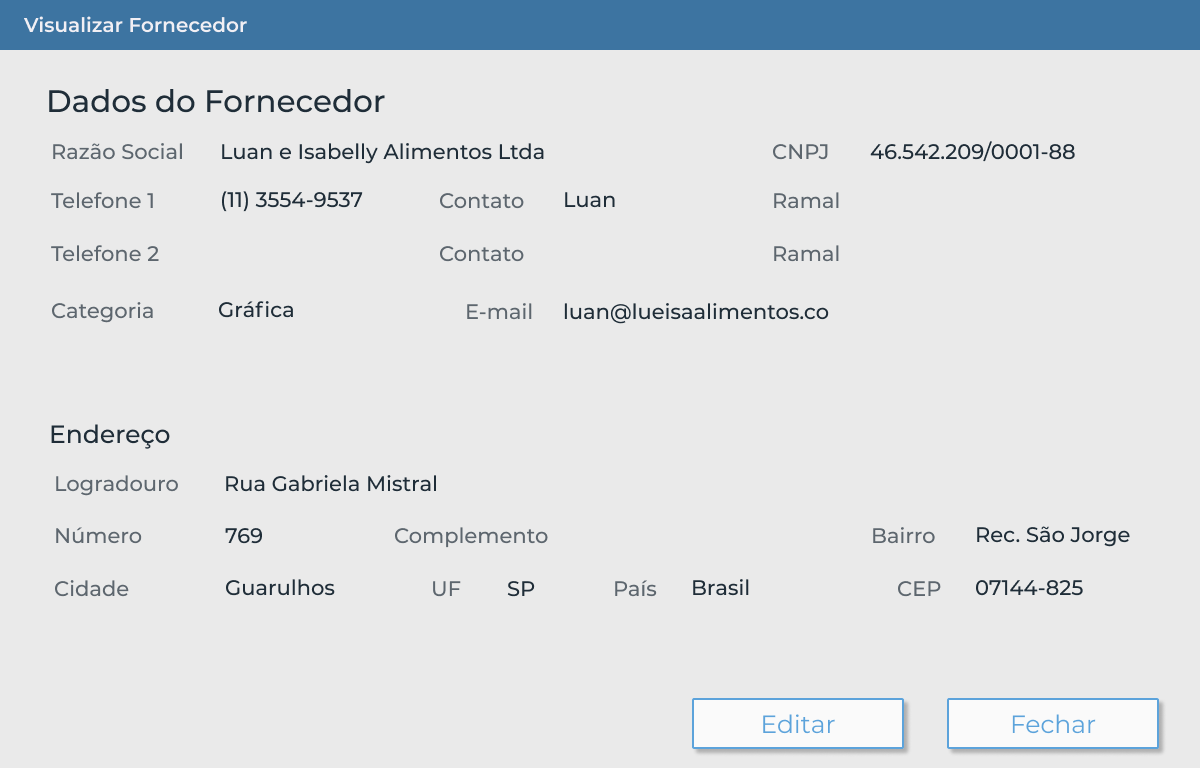 Visualizar Fornecedor
Dados do Fornecedor
Razão Social Luan e Isabelly Alimentos Ltda CNPJ 46.542.209/0001-88
Telefone 1 (11) 3554-9537 Contato Luan Ramal
Telefone 2 Contato Ramal
Categoria Gráfica E-mail luan@lueisaalimentos.co
Endereço
Logradouro Rua Gabriela Mistral
Número 769 Complemento Bairro Rec. São Jorge
Cidade Guarulhos UF SP País Brasil CEP 07144-825
Editar Fechar